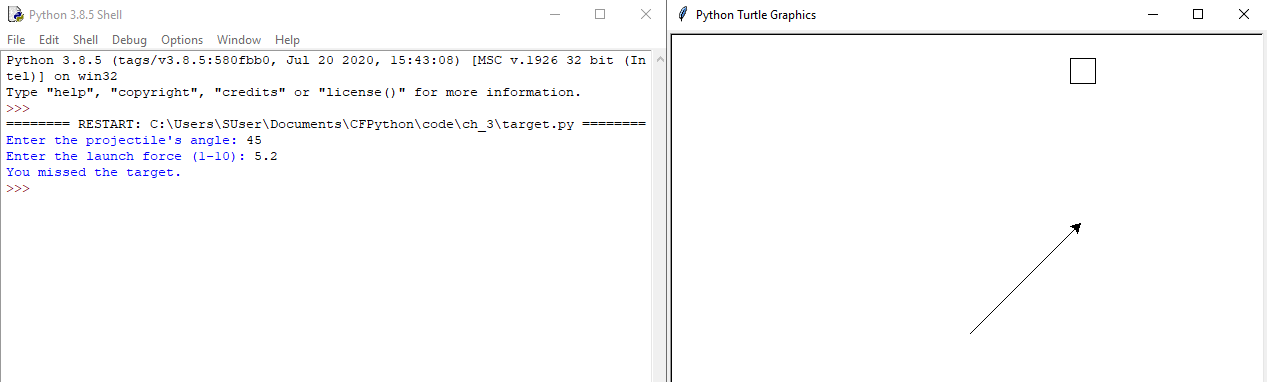 Python 3.8.5 Shell
File Edit Shell Debug Options Window Help
Python 3.8.5 (tags/v3.8.5:580fbb0, Jul 20 2020, 15:43:08) [MSC v.1926 32 bit (In
tel)] on win32
Type "help", "copyright", "credits" or "license()" for more information.
>>>
======== RESTART: C:\Users\SUser\Documents\CFPython\code\ch_3\target.py ========
Enter the projectile's angle: 45
Enter the launch force (1-10): 5.2
You missed the target.
>>>
Python Turtle Graphics